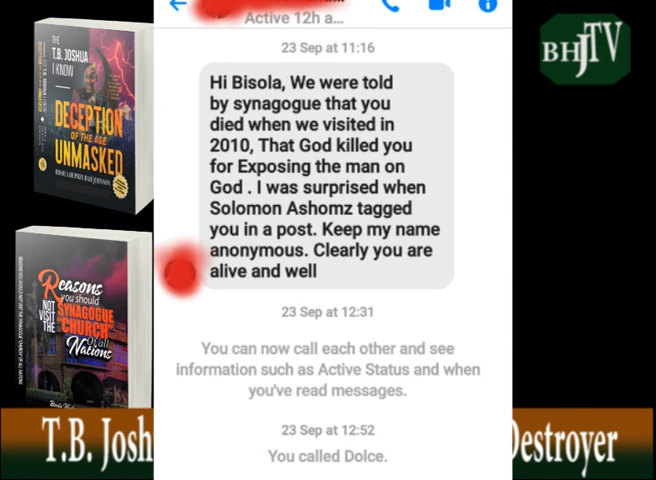 Active 12h a...
23 Sep at 11:16
Hi Bisola, We were told
by synagogue that you
died when we visited in
2010, That God killed you
for Exposing the man on
God . I was surprised when
Solomon Ashomz tagged
you in a post. Keep my name
anonymous. Clearly you are
alive and well
23 Sep at 12:31
You can now call each other and see
information such as Active Status and when
you've read messages.
23 Sep at 12:52
You called Dolce.
THE
T.B. JOSHUA
I KNOW
DECEPTION
OF THE AGE
UNMASKED
BISOLA HEPHZI-BAH JOHNSON
Reasons
you should
NOT VISIT THE
SYNAGOGUE
CHURCH
Of all
Nations
BHJTV
T.B. Josh
Destroyer